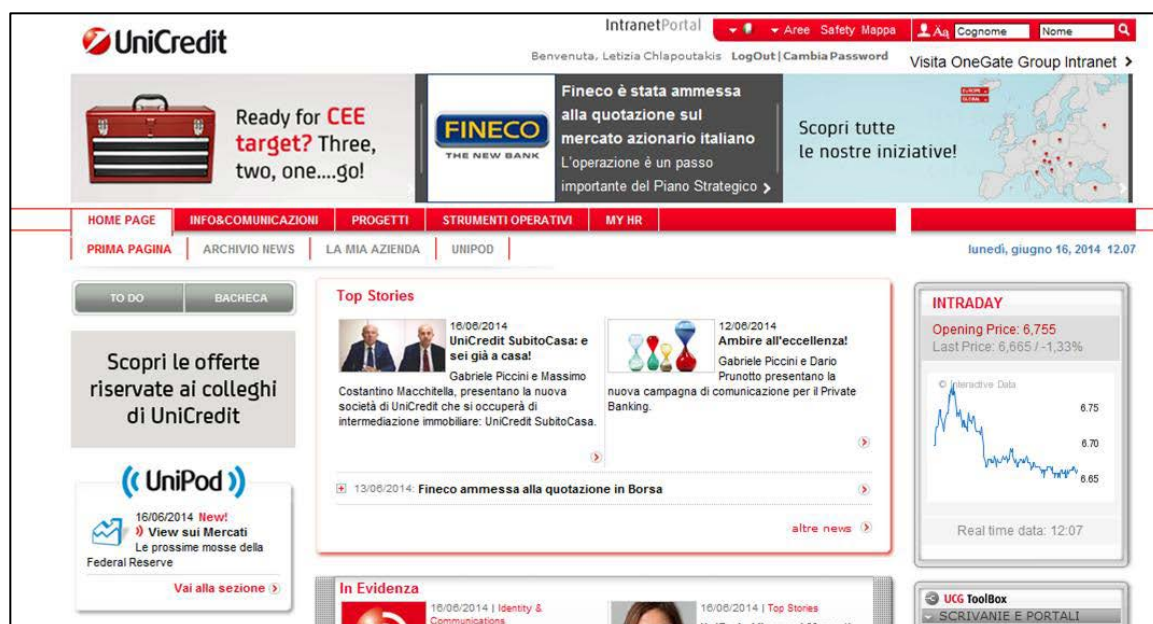 UniCredit
IntranetPortal
Aree Safety Mappa
Cognome Nome
Benvenuta, Letizia Chlapoutakis LogOut | Cambia Password
Visita OneGate Group Intranet >
Ready for CEE
target? Three,
two, one....go!
FINECO
THE NEW BANK
Fineco è stata ammessa
alla quotazione sul
mercato azionario italiano
L'operazione è un passo
importante del Piano Strategico >
Scopri tutte
le nostre iniziative!
HOME PAGE INFO&COMUNICAZIONI PROGETTI STRUMENTI OPERATIVI MY HR
PRIMA PAGINA ARCHIVIO NEWS LA MIA AZIENDA UNIPOD
lunedì, giugno 16, 2014 12.07
TO DO BACHECA
Scopri le offerte
riservate ai colleghi
di UniCredit
UniPod
16/06/2014 New!
View sui Mercati
Le prossime mosse della
Federal Reserve
Vai alla sezione
Top Stories
16/06/2014
UniCredit SubitoCasa: e
sei già a casa!
Gabriele Piccini e Massimo
Costantino Macchitella, presentano la nuova
società di UniCredit che si occuperà di
intermediazione immobiliare: UniCredit SubitoCasa.
12/06/2014
Ambire all'eccellenza!
Gabriele Piccini e Dario
Prunotto presentano la
nuova campagna di comunicazione per il Private
Banking.
13/06/2014: Fineco ammessa alla quotazione in Borsa
altre news
In Evidenza
16/06/2014 | Identity &
Communications
16/06/2014 | Top Stories
INTRADAY
Opening Price: 6,755
Last Price: 6,665 / -1,33%
© Interactive Data
6.75
6.70
6.65
Real time data: 12:07
UCG ToolBox
SCRIVANIE E PORTALI